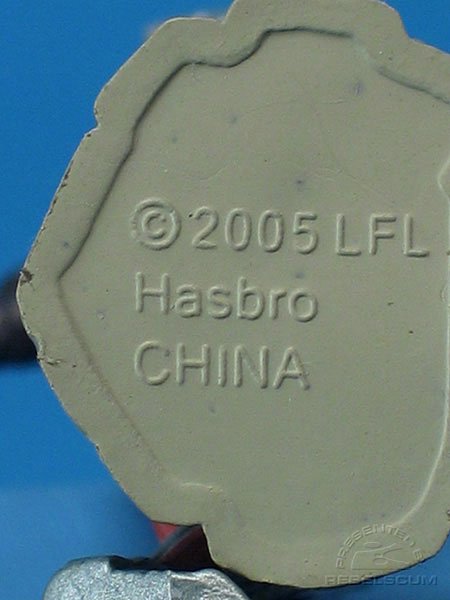 © 2005 LFL
Hasbro
CHINA
PRESENTED BY
REBELSCUM